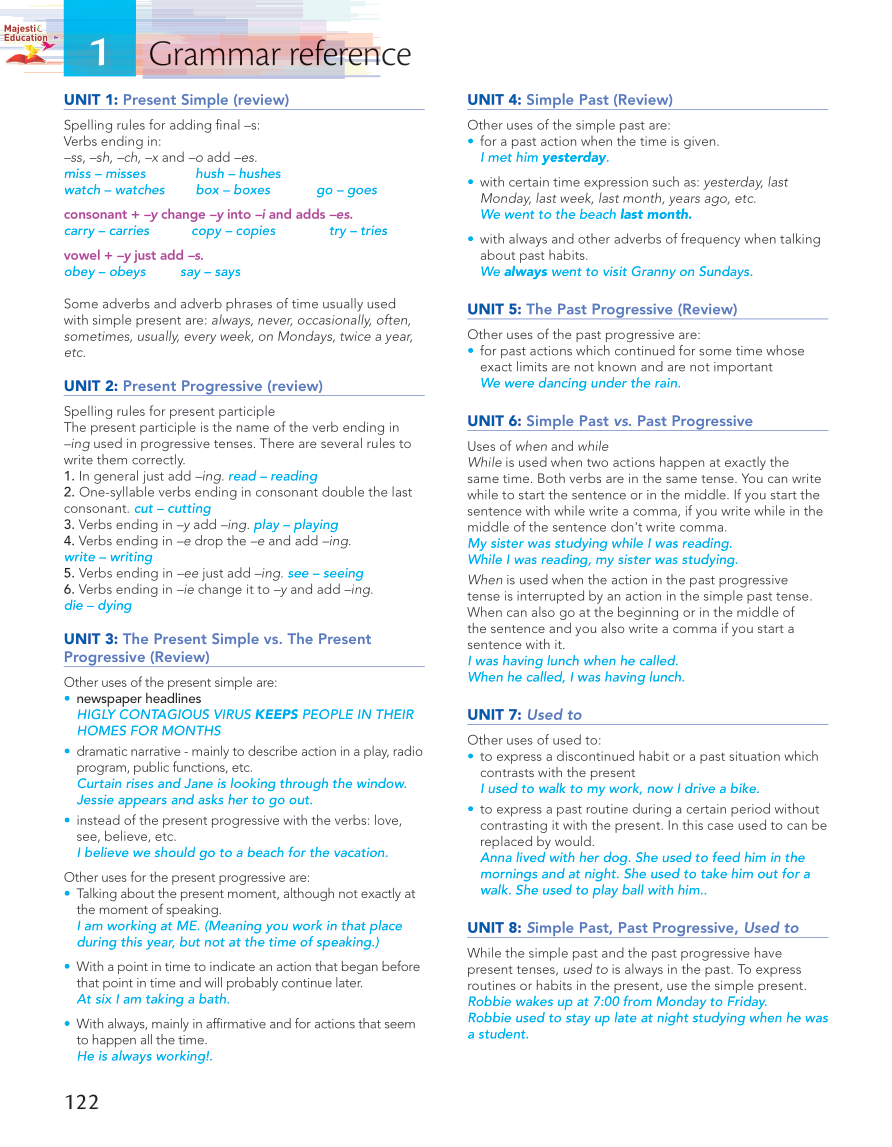 Majesti
Education
1 Grammar reference
UNIT 1: Present Simple (review)
Spelling rules for adding final –s:
Verbs ending in:
–ss, –sh, –ch, –x and –o add –es.
miss – misses hush – hushes
watch – watches box – boxes go – goes
consonant + –y change –y into –i and adds –es.
carry – carries copy – copies try – tries
vowel + –y just add –s.
obey – obeys say – says
Some adverbs and adverb phrases of time usually used
with simple present are: always, never, occasionally, often,
sometimes, usually, every week, on Mondays, twice a year,
etc.
UNIT 2: Present Progressive (review)
Spelling rules for present participle
The present participle is the name of the verb ending in
–ing used in progressive tenses. There are several rules to
write them correctly.
1. In general just add –ing. read – reading
2. One-syllable verbs ending in consonant double the last
consonant. cut – cutting
3. Verbs ending in –y add –ing. play – playing
4. Verbs ending in –e drop the –e and add –ing.
write – writing
5. Verbs ending in –ee just add –ing. see – seeing
6. Verbs ending in –ie change it to –y and add –ing.
die – dying
UNIT 3: The Present Simple vs. The Present
Progressive (Review)
Other uses of the present simple are:
• newspaper headlines
HIGLY CONTAGIOUS VIRUS KEEPS PEOPLE IN THEIR
HOMES FOR MONTHS
• dramatic narrative - mainly to describe action in a play, radio
program, public functions, etc.
Curtain rises and Jane is looking through the window.
Jessie appears and asks her to go out.
• instead of the present progressive with the verbs: love,
see, believe, etc.
I believe we should go to a beach for the vacation.
Other uses for the present progressive are:
• Talking about the present moment, although not exactly at
the moment of speaking.
I am working at ME. (Meaning you work in that place
during this year, but not at the time of speaking.)
• With a point in time to indicate an action that began before
that point in time and will probably continue later.
At six I am taking a bath.
• With always, mainly in affirmative and for actions that seem
to happen all the time.
He is always working!.
122
UNIT 4: Simple Past (Review)
Other uses of the simple past are:
• for a past action when the time is given.
I met him yesterday.
• with certain time expression such as: yesterday, last
Monday, last week, last month, years ago, etc.
We went to the beach last month.
• with always and other adverbs of frequency when talking
about past habits.
We always went to visit Granny on Sundays.
UNIT 5: The Past Progressive (Review)
Other uses of the past progressive are:
• for past actions which continued for some time whose
exact limits are not known and are not important
We were dancing under the rain.
UNIT 6: Simple Past vs. Past Progressive
Uses of when and while
While is used when two actions happen at exactly the
same time. Both verbs are in the same tense. You can write
while to start the sentence or in the middle. If you start the
sentence with while write a comma, if you write while in the
middle of the sentence don't write comma.
My sister was studying while I was reading.
While I was reading, my sister was studying.
When is used when the action in the past progressive
tense is interrupted by an action in the simple past tense.
When can also go at the beginning or in the middle of
the sentence and you also write a comma if you start a
sentence with it.
I was having lunch when he called.
When he called, I was having lunch.
UNIT 7: Used to
Other uses of used to:
• to express a discontinued habit or a past situation which
contrasts with the present
I used to walk to my work, now I drive a bike.
• to express a past routine during a certain period without
contrasting it with the present. In this case used to can be
replaced by would.
Anna lived with her dog. She used to feed him in the
mornings and at night. She used to take him out for a
walk. She used to play ball with him..
UNIT 8: Simple Past, Past Progressive, Used to
While the simple past and the past progressive have
present tenses, used to is always in the past. To express
routines or habits in the present, use the simple present.
Robbie wakes up at 7:00 from Monday to Friday.
Robbie used to stay up late at night studying when he was
a student.